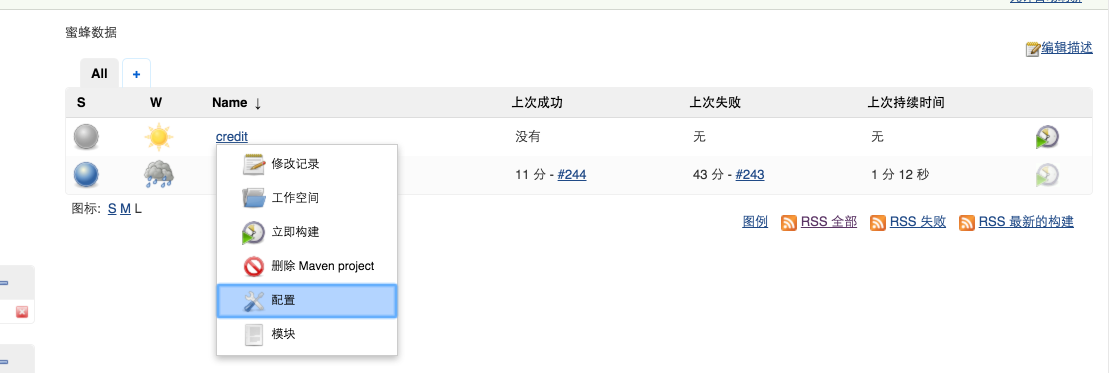 蜜蜂数据
编辑描述
All +
S W Name ↓ 上次成功 上次失败 上次持续时间
credit 没有 无 无
11 分 - #244 43 分 - #243 1 分 12 秒
修改记录
工作空间
立即构建
删除 Maven project
配置
模块
图标: S M L
图例 RSS 全部 RSS 失败 RSS 最新的构建